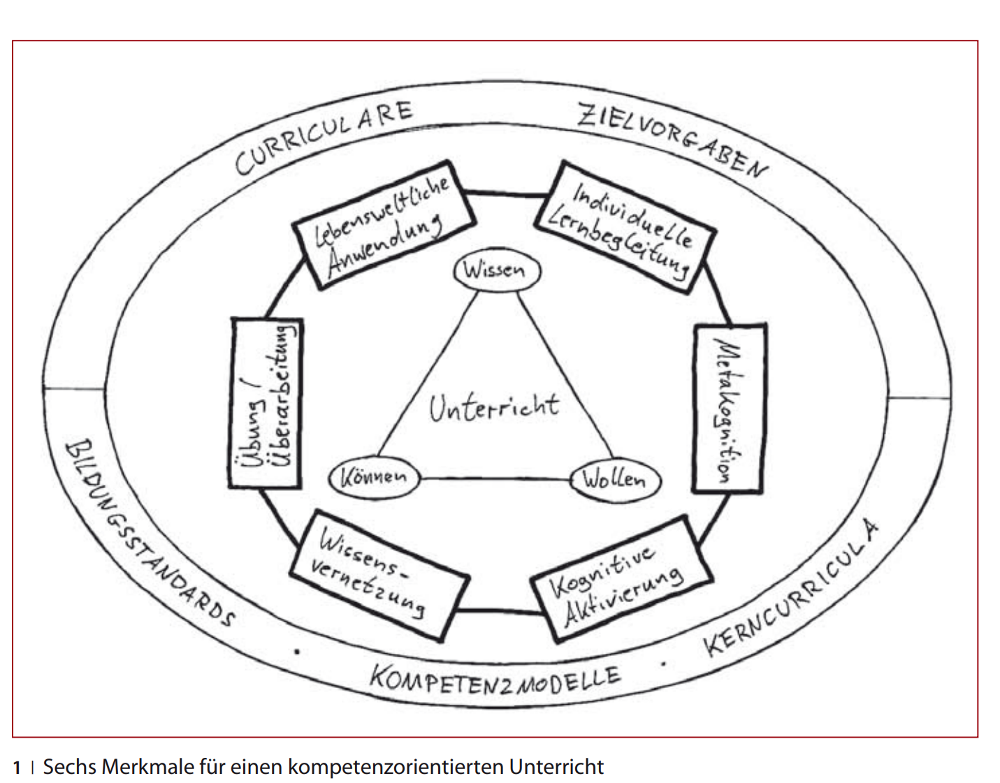 CURRICULARE ZIELVORGABEN
Lebensweltliche
Anwendung
Individuelle
Lernbegleitung
Wissen
Übung /
Überarbeitung
Metakognition
Unterricht
Können
Wollen
Wissens-
vernetzung
Kognitive
Aktivierung
BILDUNGSSTANDARDS · KOMPETENZMODELLE · KERNCURRICULA
1 | Sechs Merkmale für einen kompetenzorientierten Unterricht